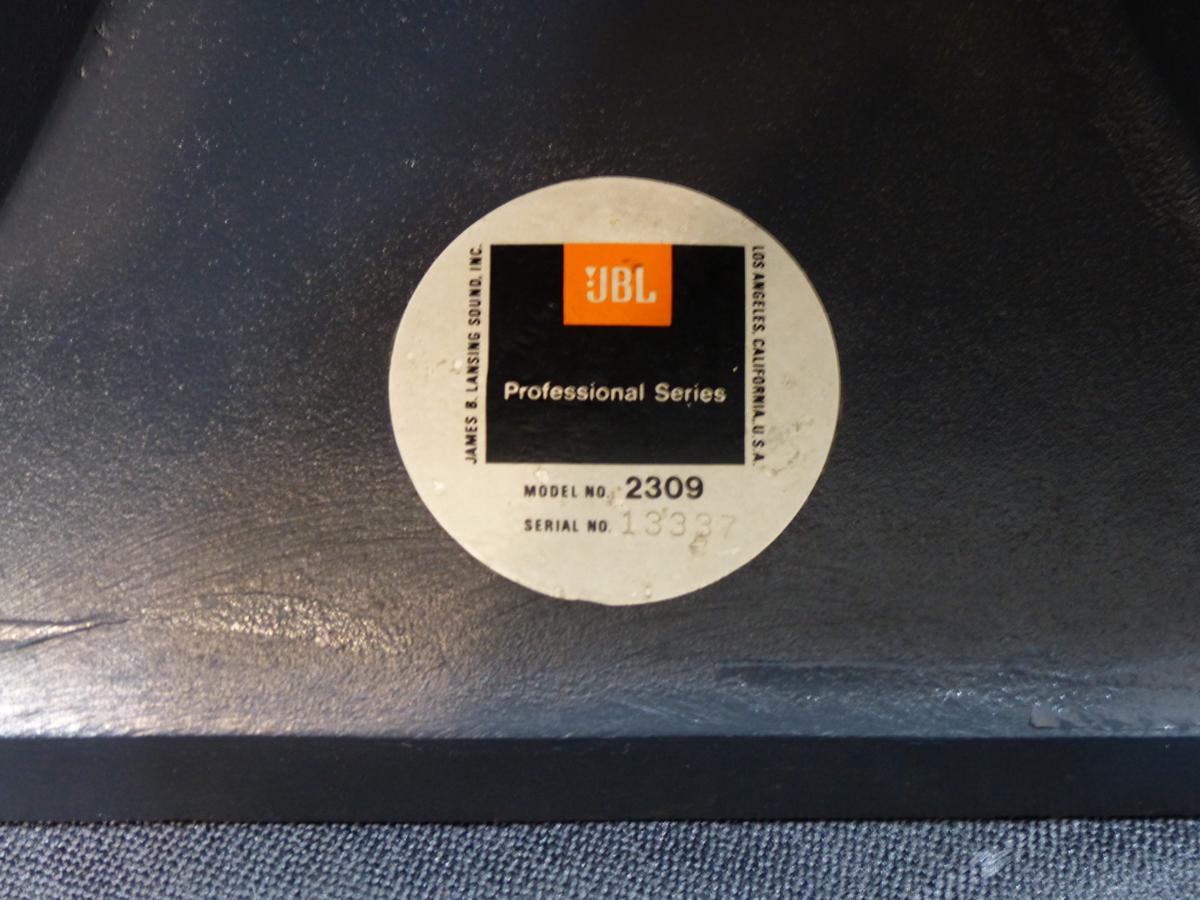 JBL
JAMES B. LANSING SOUND, INC.
LOS ANGELES, CALIFORNIA, U.S.A.
Professional Series
MODEL NO. 2309
SERIAL NO. 13337